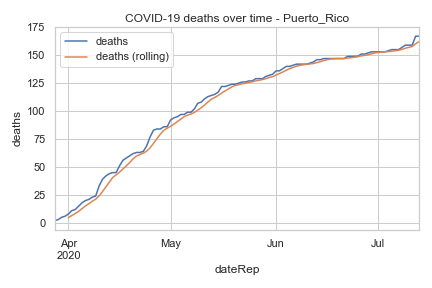 COVID-19 deaths over time - Puerto_Rico
deaths
deaths (rolling)
175
150
125
100
75
50
25
0
deaths
Apr
2020
May
Jun
Jul
dateRep